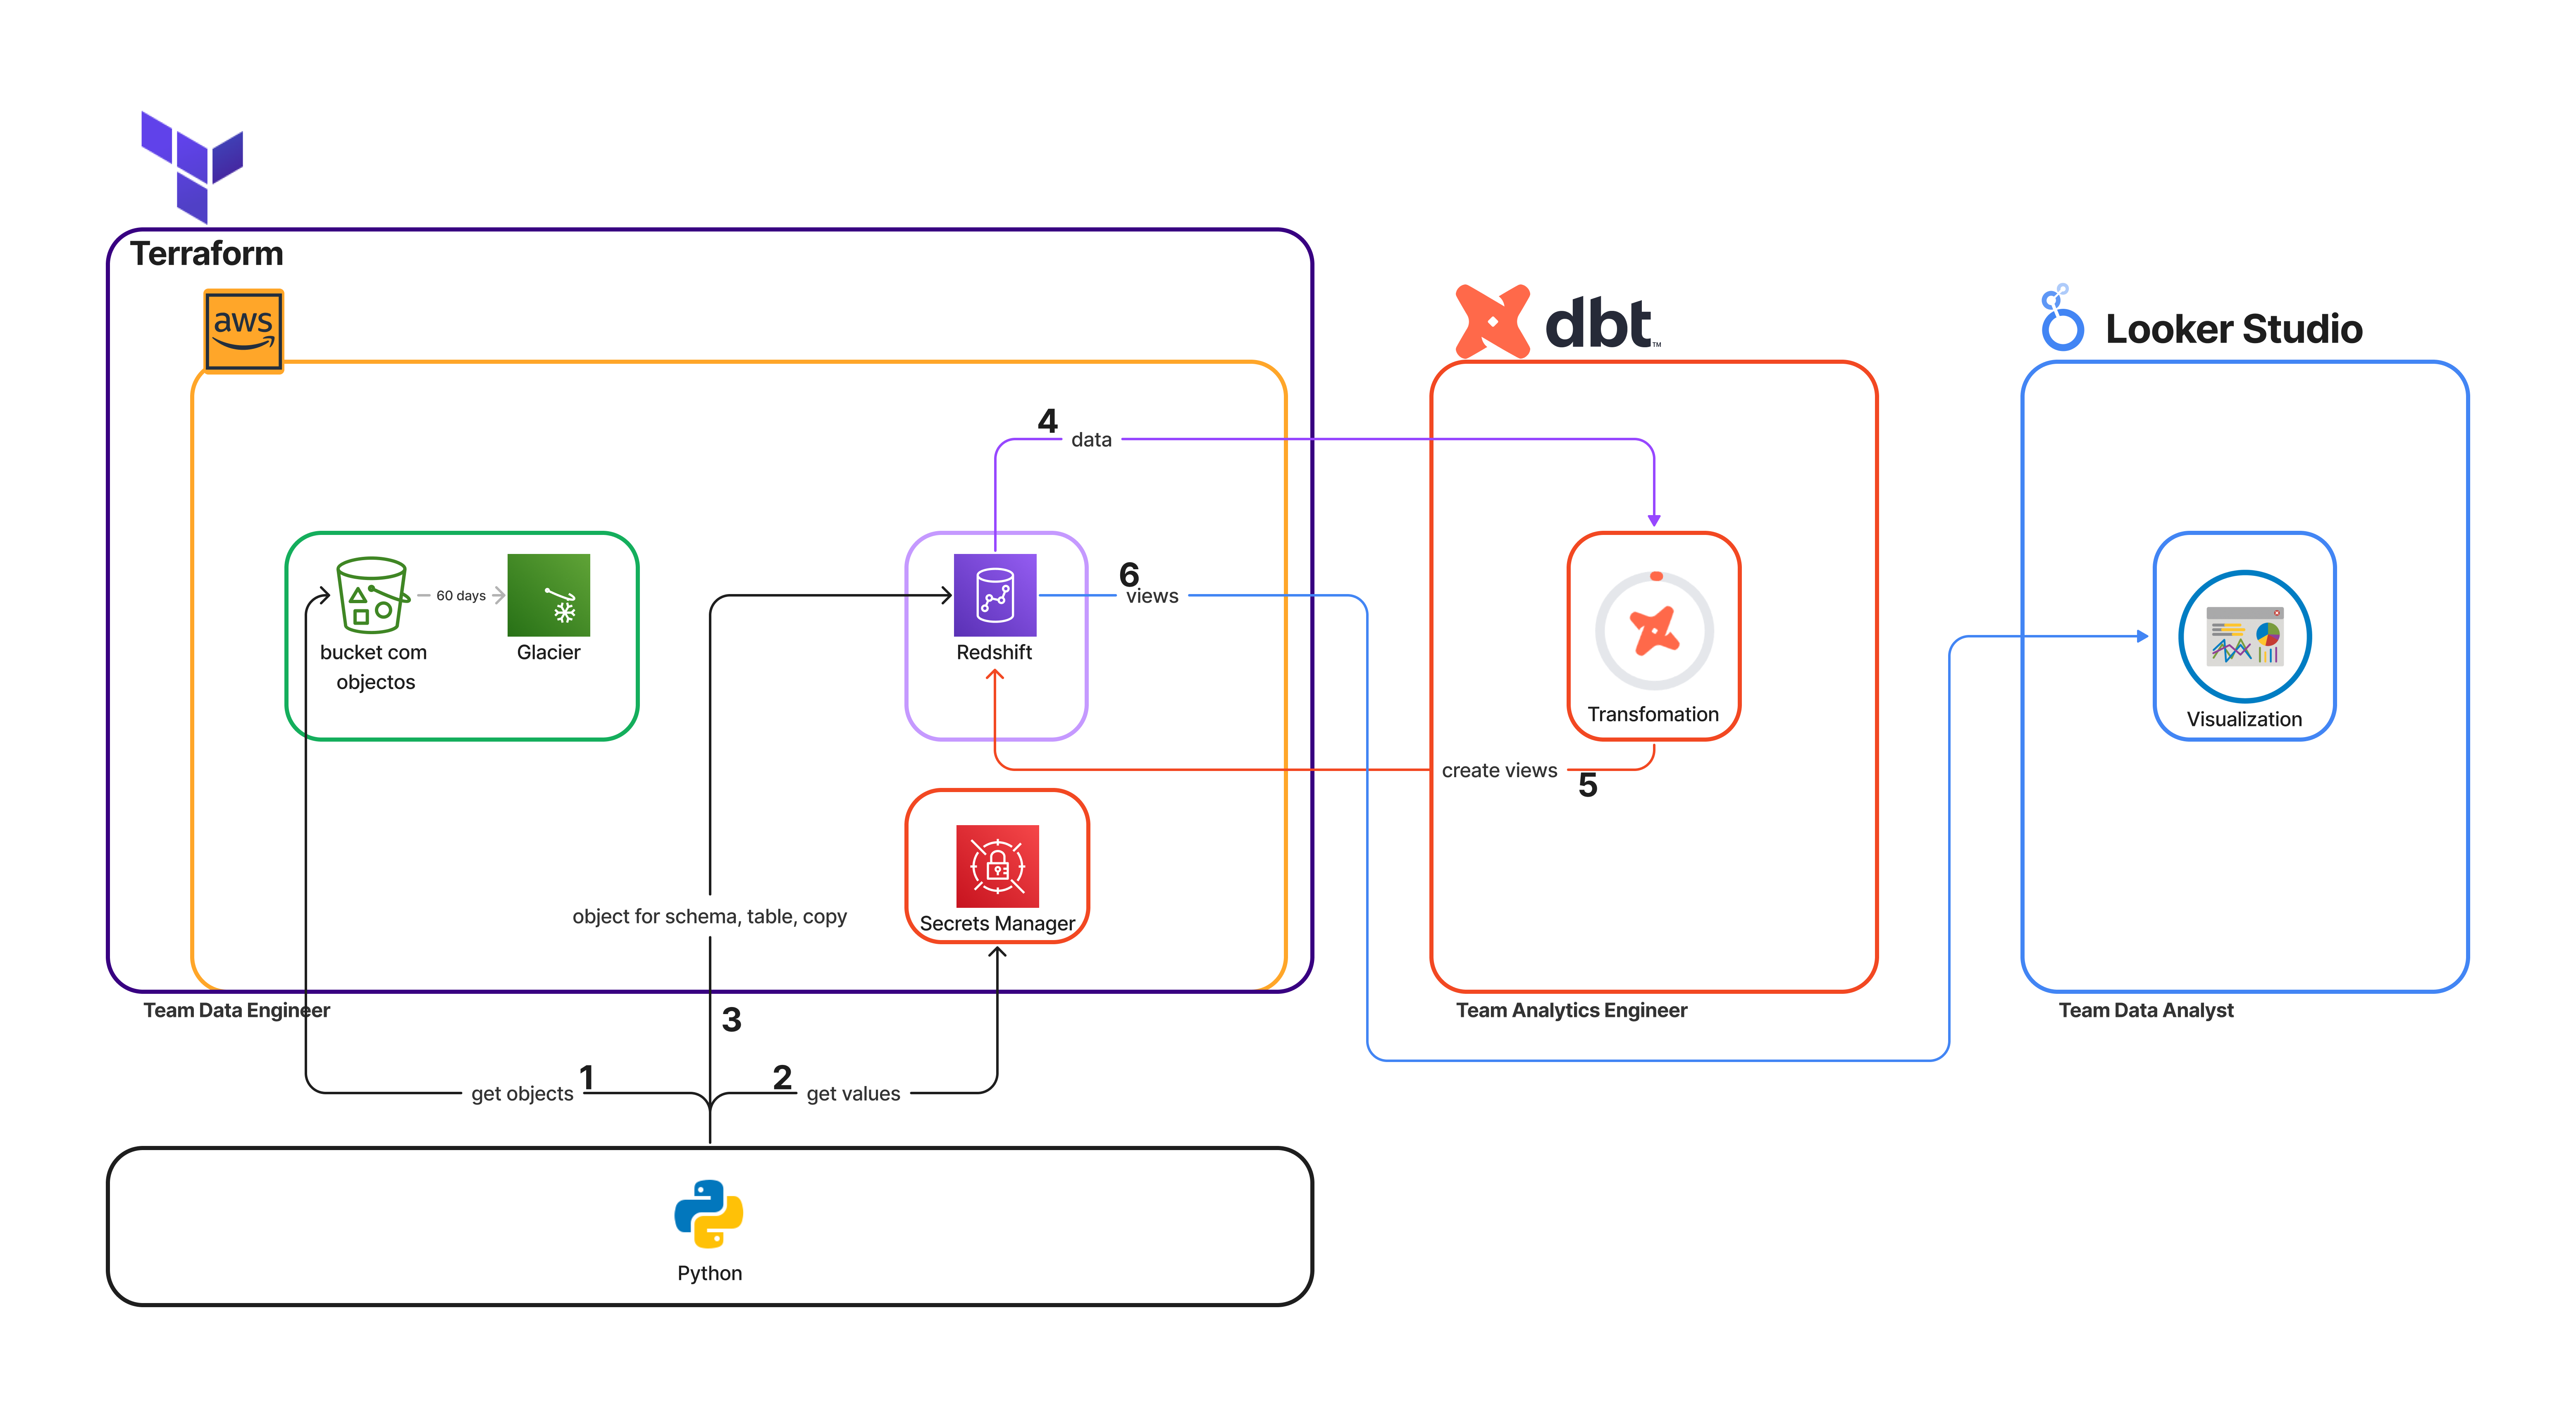 Terraform
aws
dbt
TM
Looker Studio
4
data
6
views
60 days
bucket com
objectos
Glacier
Redshift
Transfomation
Visualization
create views
5
object for schema, table, copy
Secrets Manager
Team Data Engineer
Team Analytics Engineer
Team Data Analyst
3
1
get objects
2
get values
Python